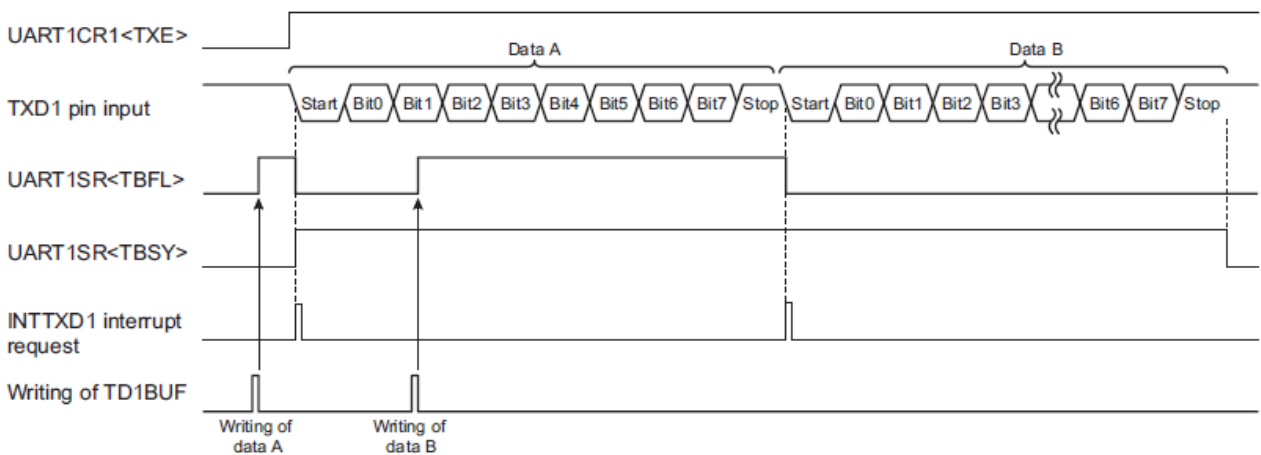 UART1CR1<TXE>
Data A
Data B
TXD1 pin input
Start Bit0 Bit1 Bit2 Bit3 Bit4 Bit5 Bit6 Bit7 Stop Start Bit0 Bit1 Bit2 Bit3 Bit6 Bit7 Stop
UART1SR<TBFL>
UART1SR<TBSY>
INTTXD1 interrupt
request
Writing of TD1BUF
Writing of
data A
Writing of
data B